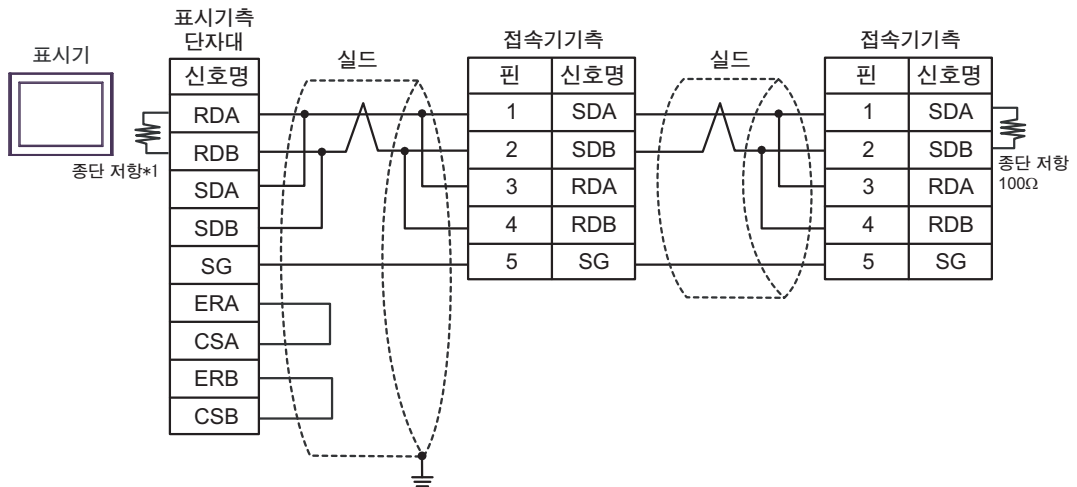 표시기
종단 저항*1
표시기측
단자대
신호명
RDA
RDB
SDA
SDB
SG
ERA
CSA
ERB
CSB
실드
접속기기측
핀 신호명
1 SDA
2 SDB
3 RDA
4 RDB
5 SG
실드
접속기기측
핀 신호명
1 SDA
2 SDB
3 RDA
4 RDB
5 SG
종단 저항
100Ω